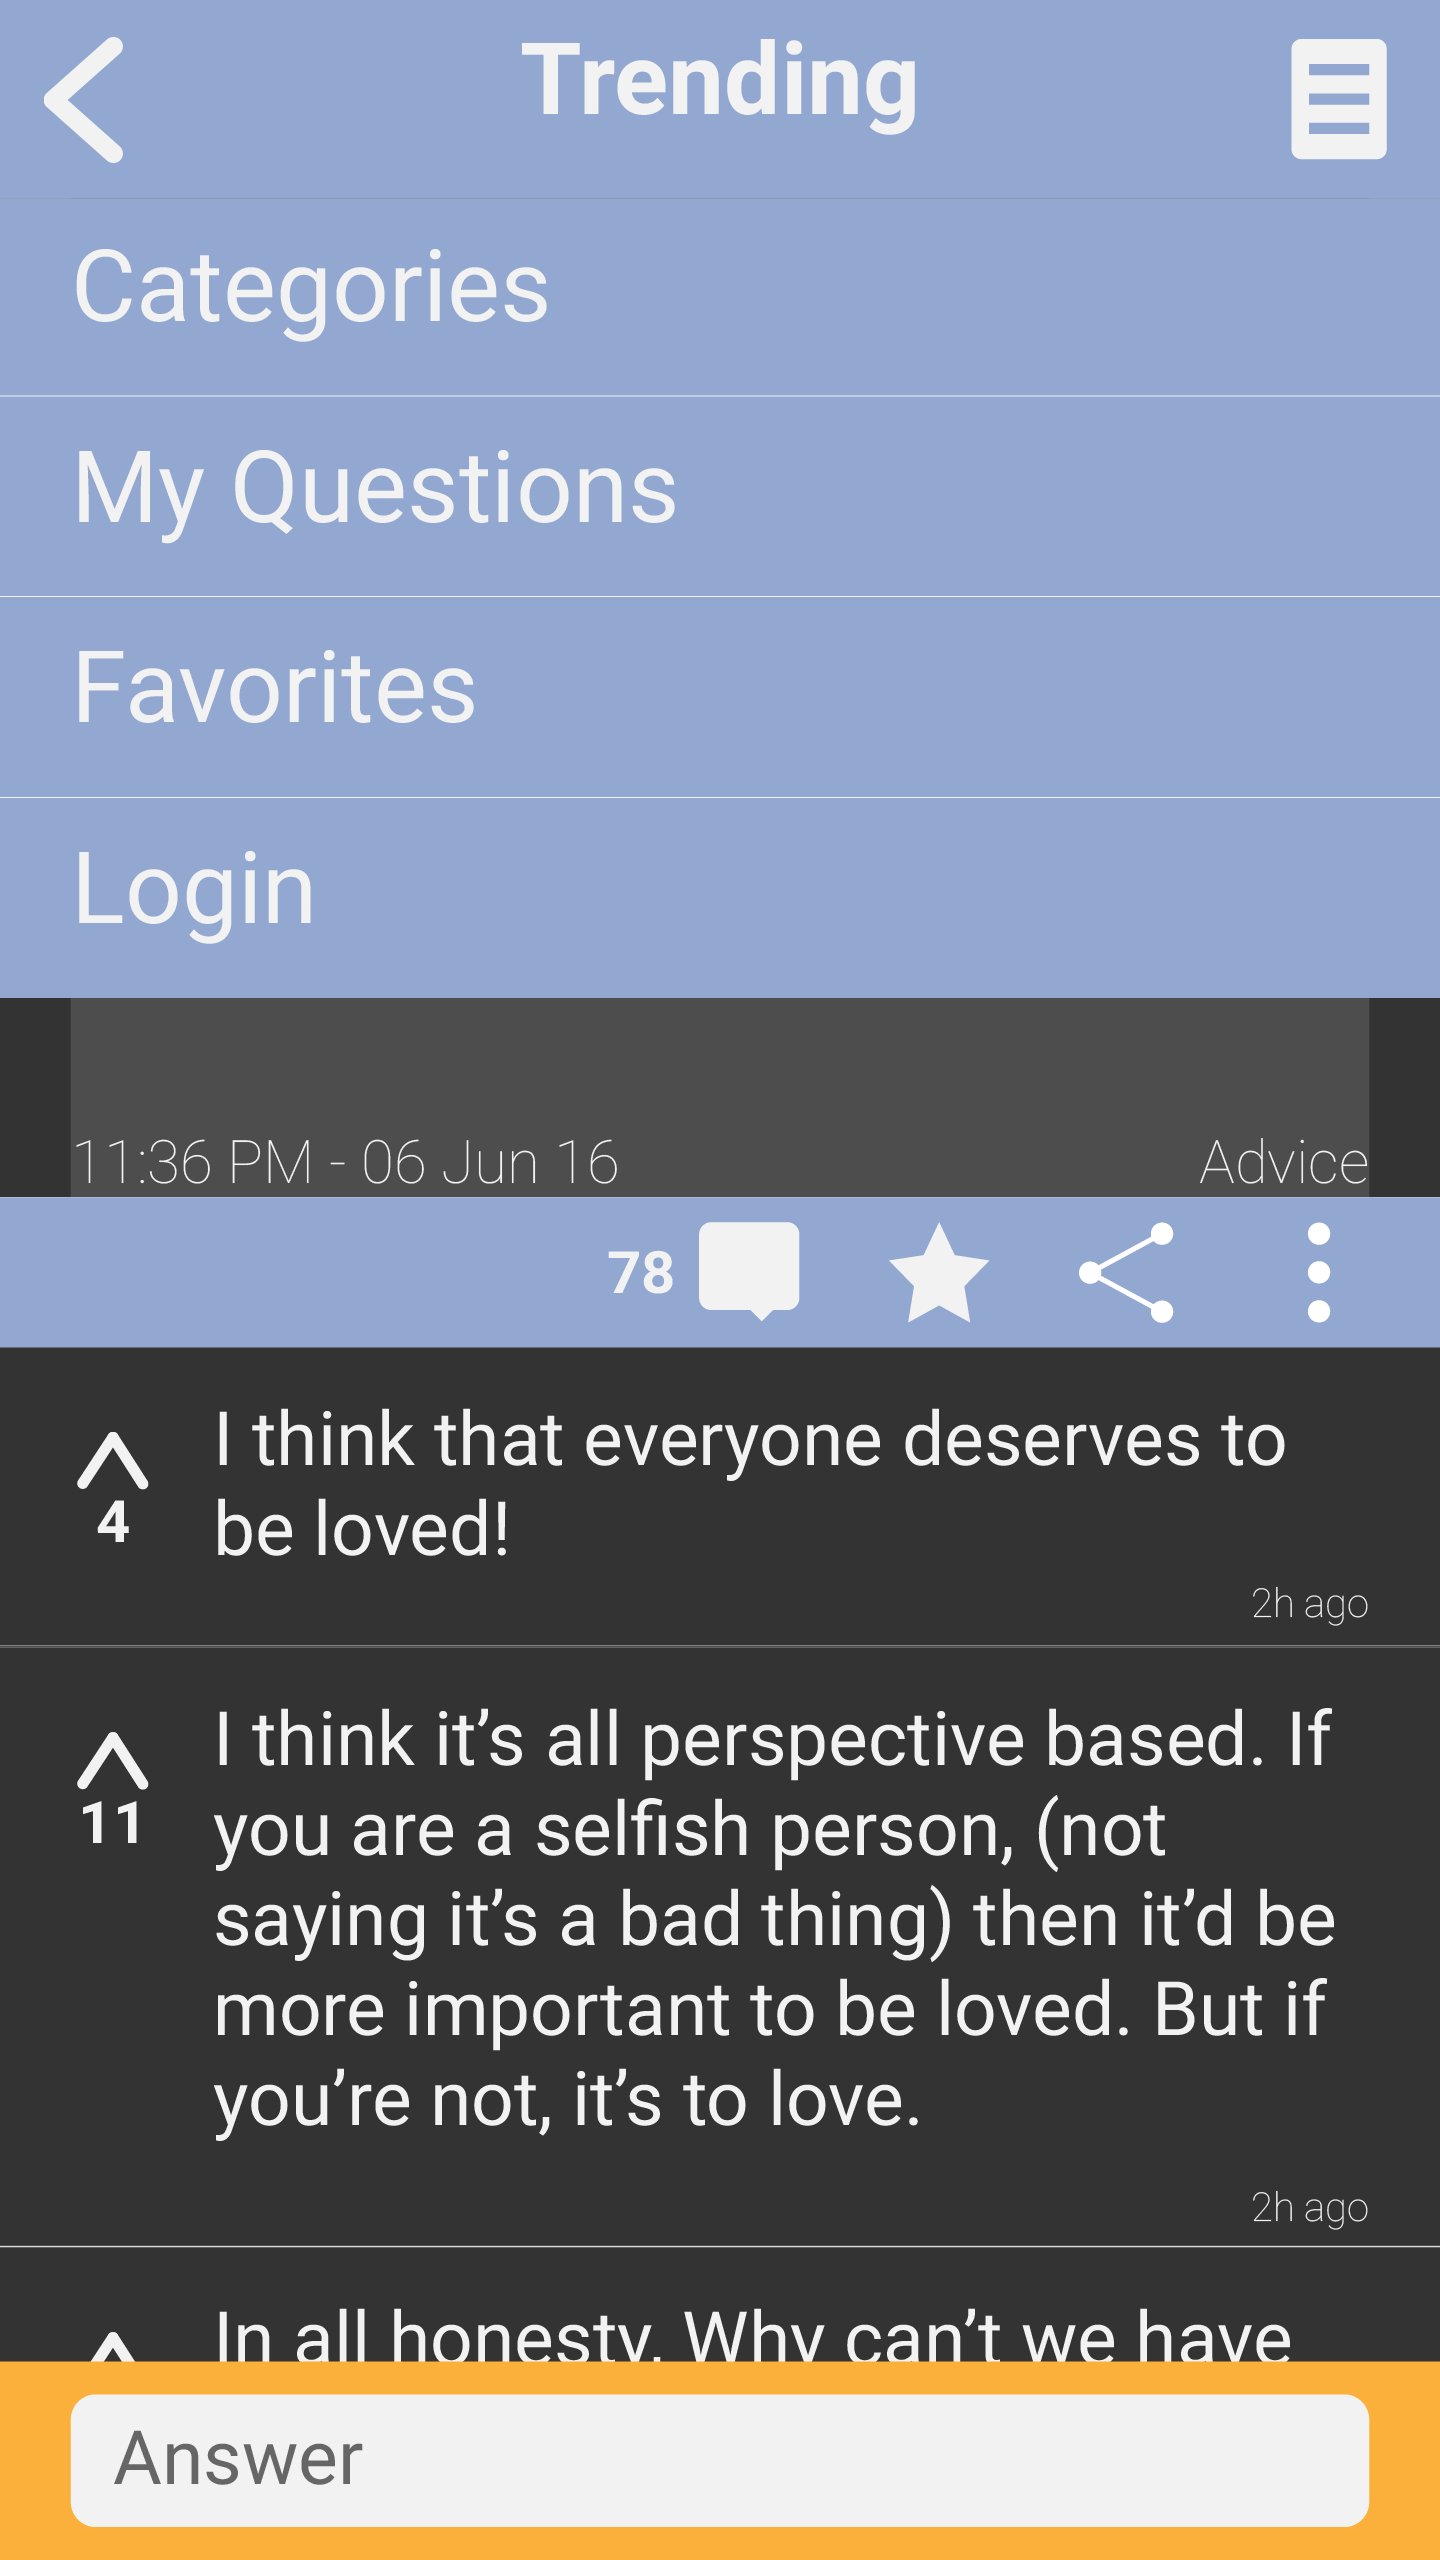 Trending
Categories
My Questions
Favorites
Login
11:36 PM - 06 Jun 16
Advice
78
I think that everyone deserves to
be loved!
4
2h ago
I think it’s all perspective based. If
you are a selfish person, (not
saying it’s a bad thing) then it’d be
more important to be loved. But if
you’re not, it’s to love.
11
2h ago
In all honesty. Why can’t we have
Answer